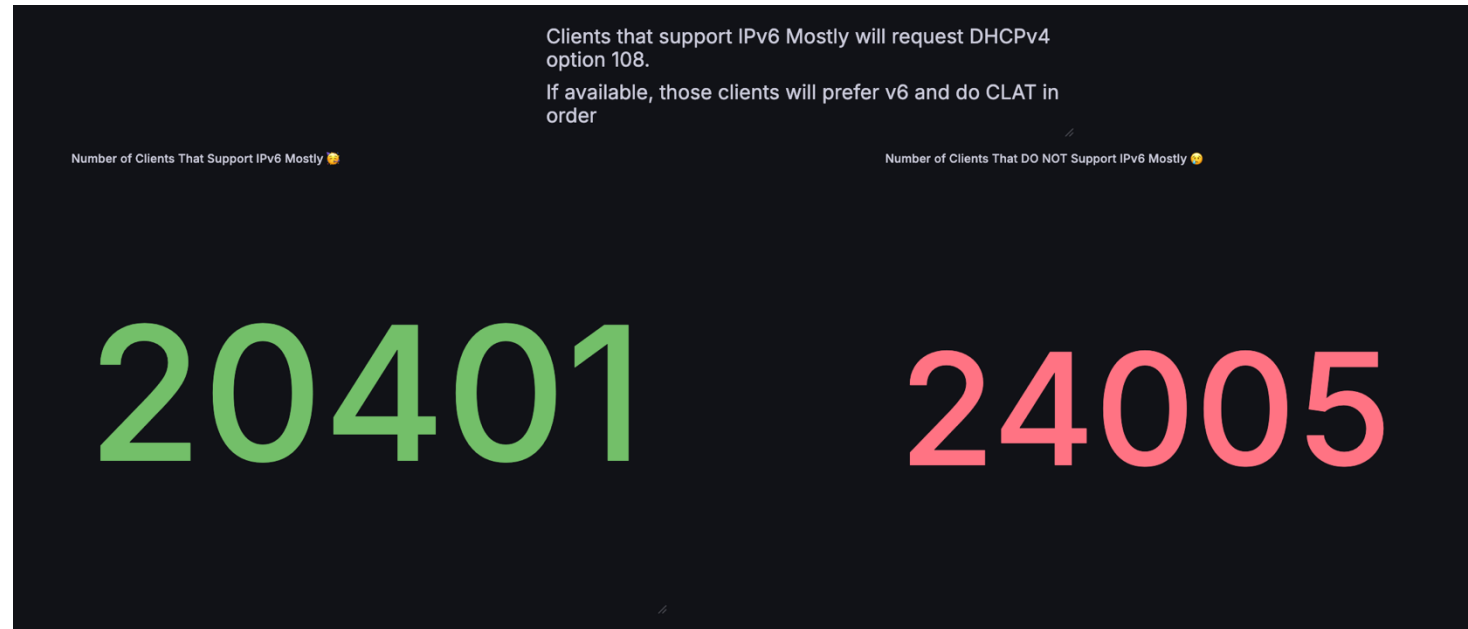 Clients that support IPv6 Mostly will request DHCPv4
option 108.
If available, those clients will prefer v6 and do CLAT in
order
Number of Clients That Support IPv6 Mostly 🥳
Number of Clients That DO NOT Support IPv6 Mostly 😢
20401
24005